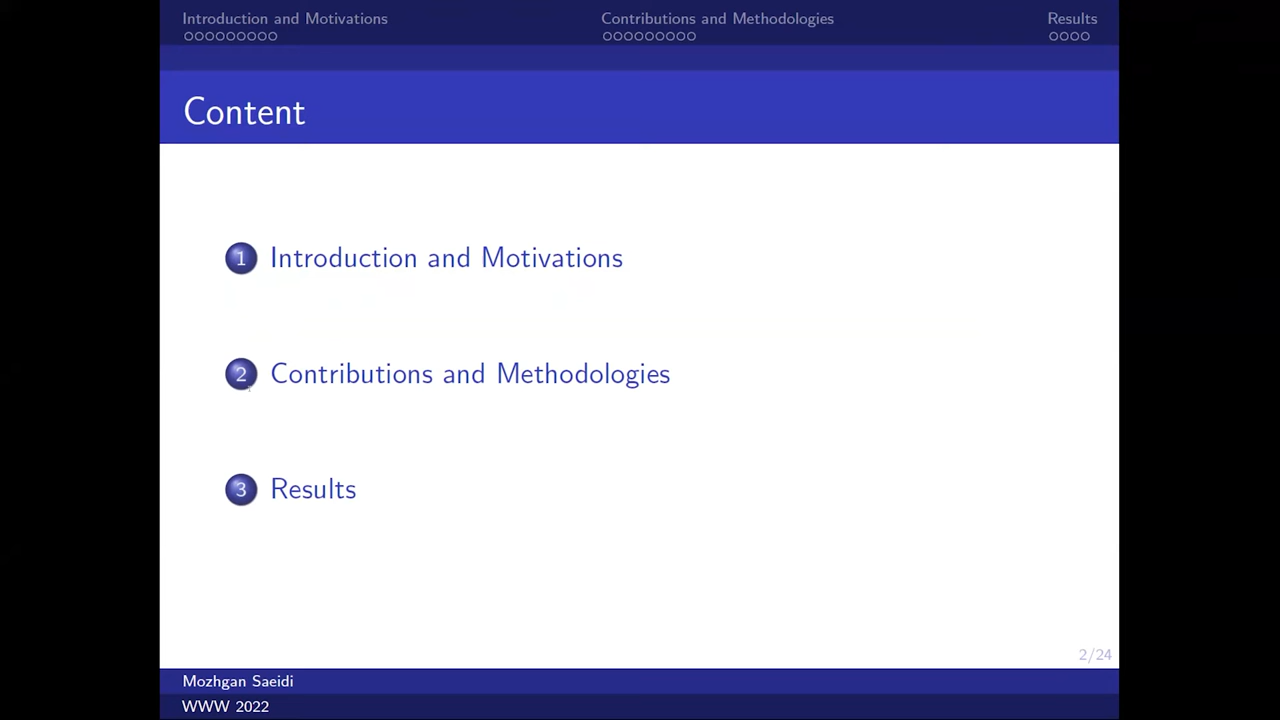 Introduction and Motivations Contributions and Methodologies Results
Content
1 Introduction and Motivations
2 Contributions and Methodologies
3 Results
2/24
Mozhgan Saeidi
WWW 2022